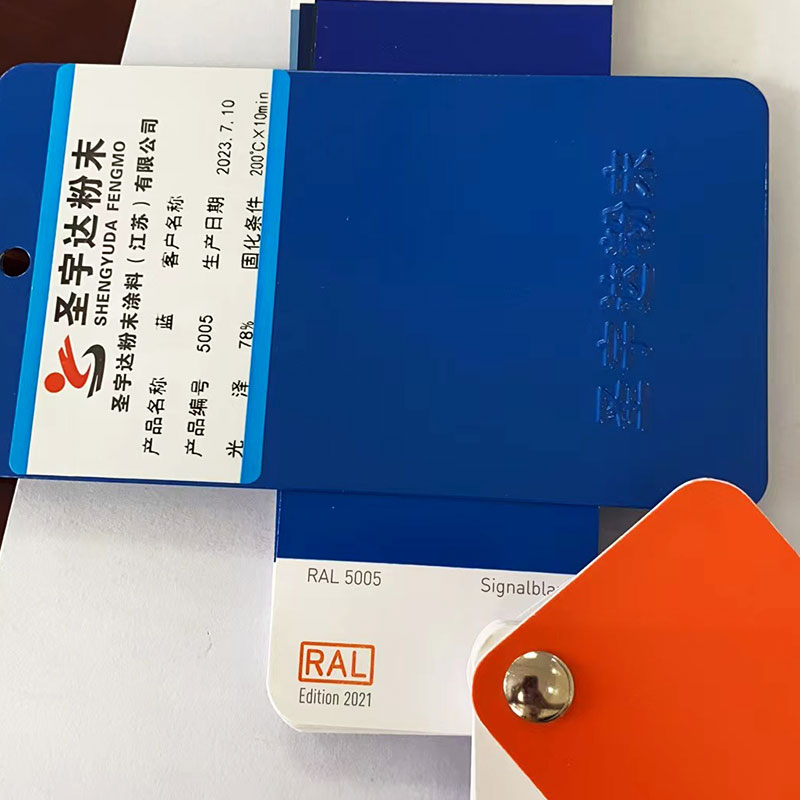 圣宇达粉末
SHENGYUDA FENGMO
圣宇达粉末涂料（江苏）有限公司
产品名称 蓝 客户名称
产品编号 5005 生产日期 2023.7.10
光泽 78% 固化条件 200℃×10min
圣宇达粉末
RAL 5005
RAL
Edition 2021